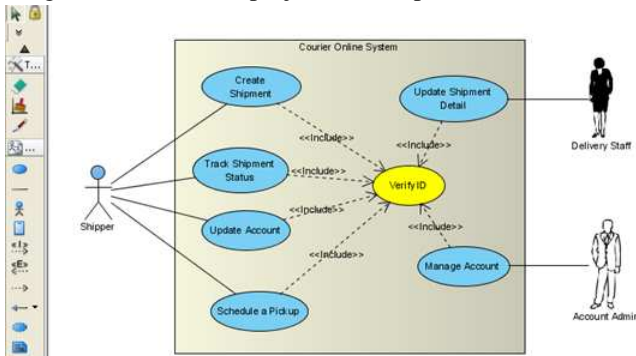 Courier Online System
T...
Create
Shipment
Update Shipment
Detail
<<Include>>
<<Include>>
Delivery Staff
Track Shipment
Status
<<Include>>
Verify ID
Shipper
Update Account
<<Include>>
<<Include>>
<<Include>>
Manage Account
Schedule a Pickup
Account Admin
<I>
<E>